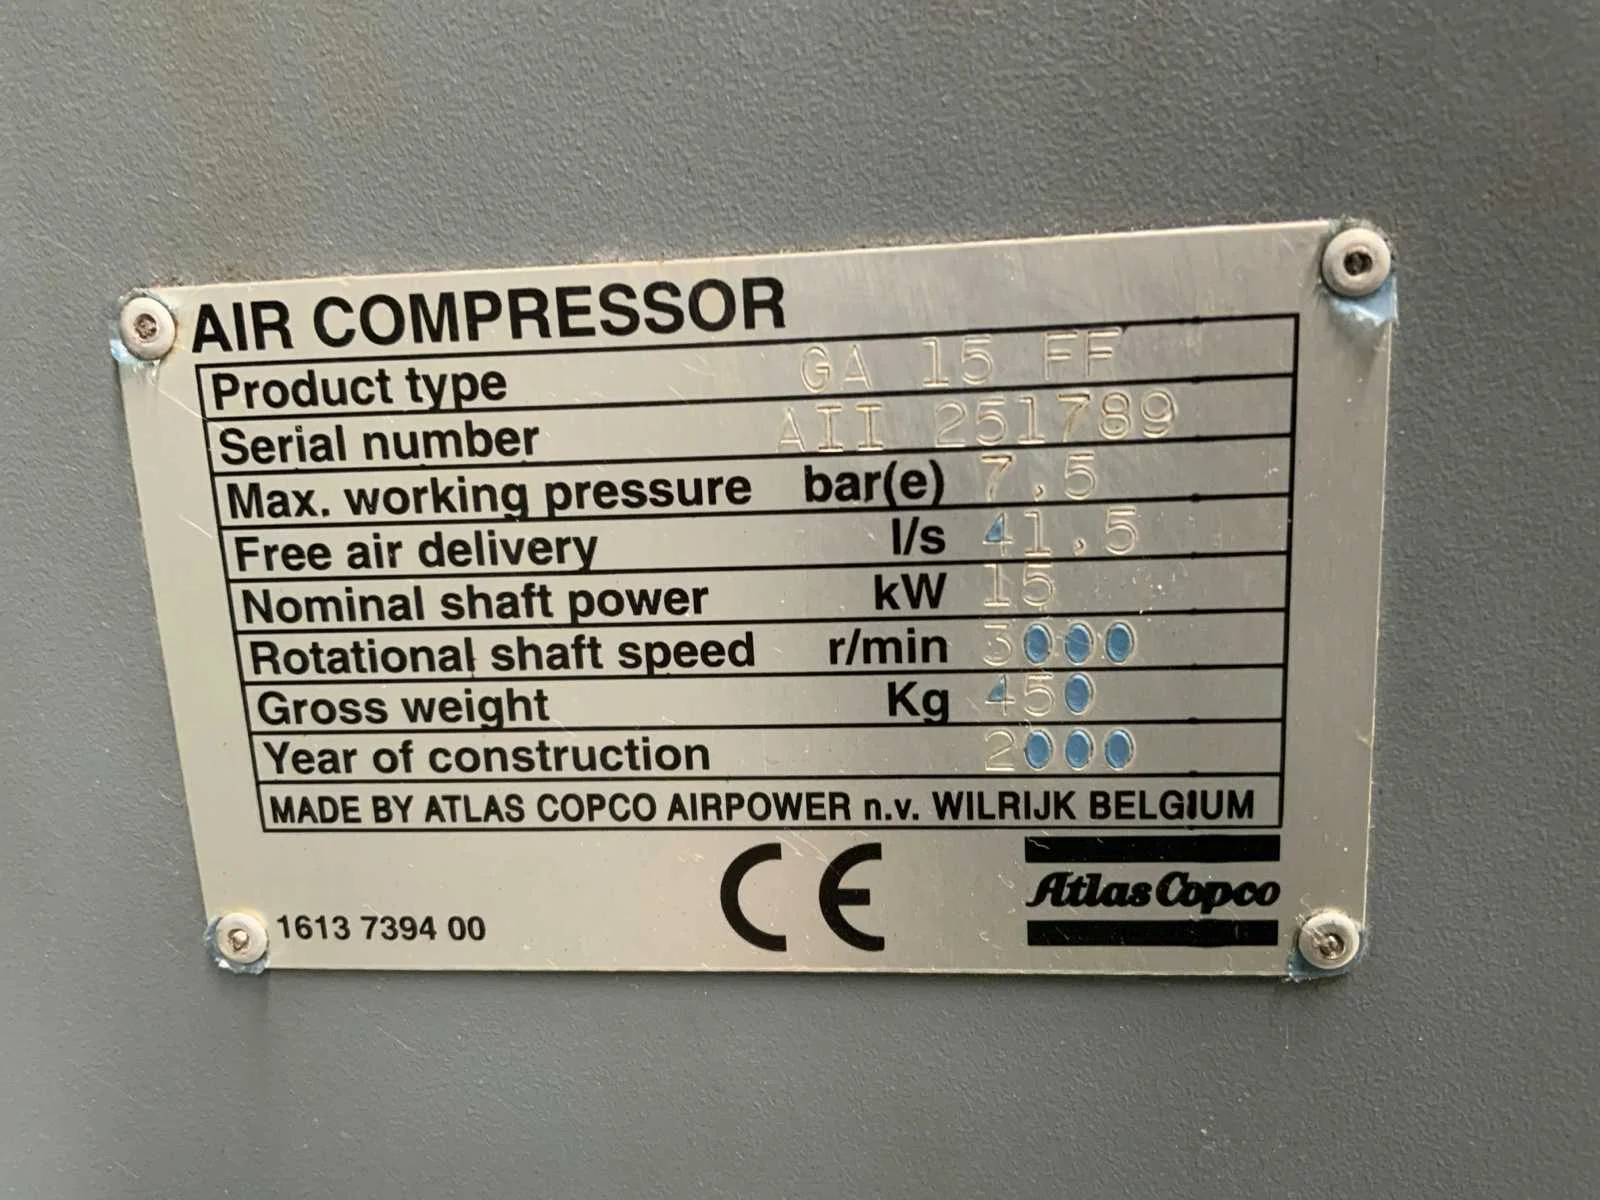 AIR COMPRESSOR
Product type GA 15 FF
Serial number AII 251789
Max. working pressure bar(e) 7,5
Free air delivery l/s 41,5
Nominal shaft power kW 15
Rotational shaft speed r/min 3000
Gross weight Kg 450
Year of construction 2000
MADE BY ATLAS COPCO AIRPOWER n.v. WILRIJK BELGIUM
CE
Atlas Copco
1613 7394 00